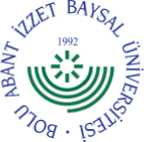 BOLU ABANT İZZET BAYSAL ÜNİVERSİTESİ
1992